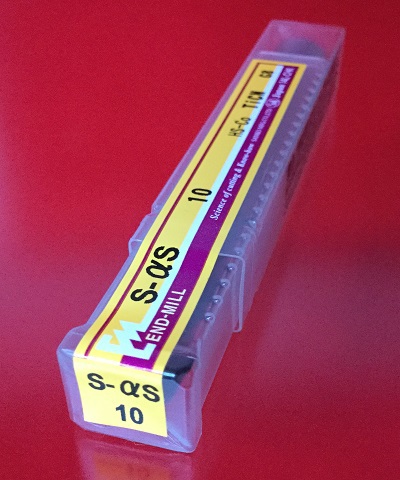 S-αS 10 HS-Co TiCN
END-MILL
Science of cutting & Know-how
S-αS
10